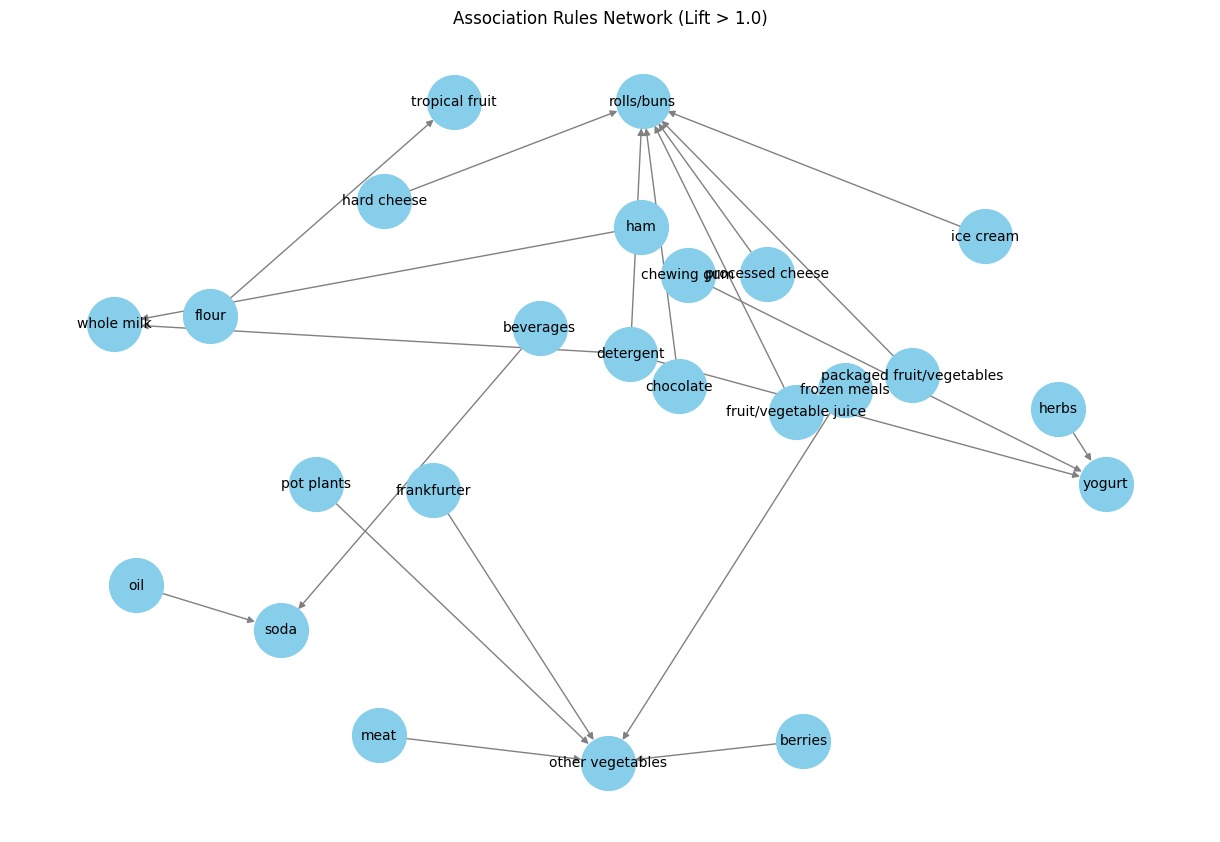 Association Rules Network (Lift > 1.0)
tropical fruit
rolls/buns
hard cheese
ham
ice cream
chewing gum
processed cheese
flour
whole milk
beverages
detergent
chocolate
packaged fruit/vegetables
frozen meals
fruit/vegetable juice
herbs
pot plants
frankfurter
yogurt
oil
soda
meat
berries
other vegetables